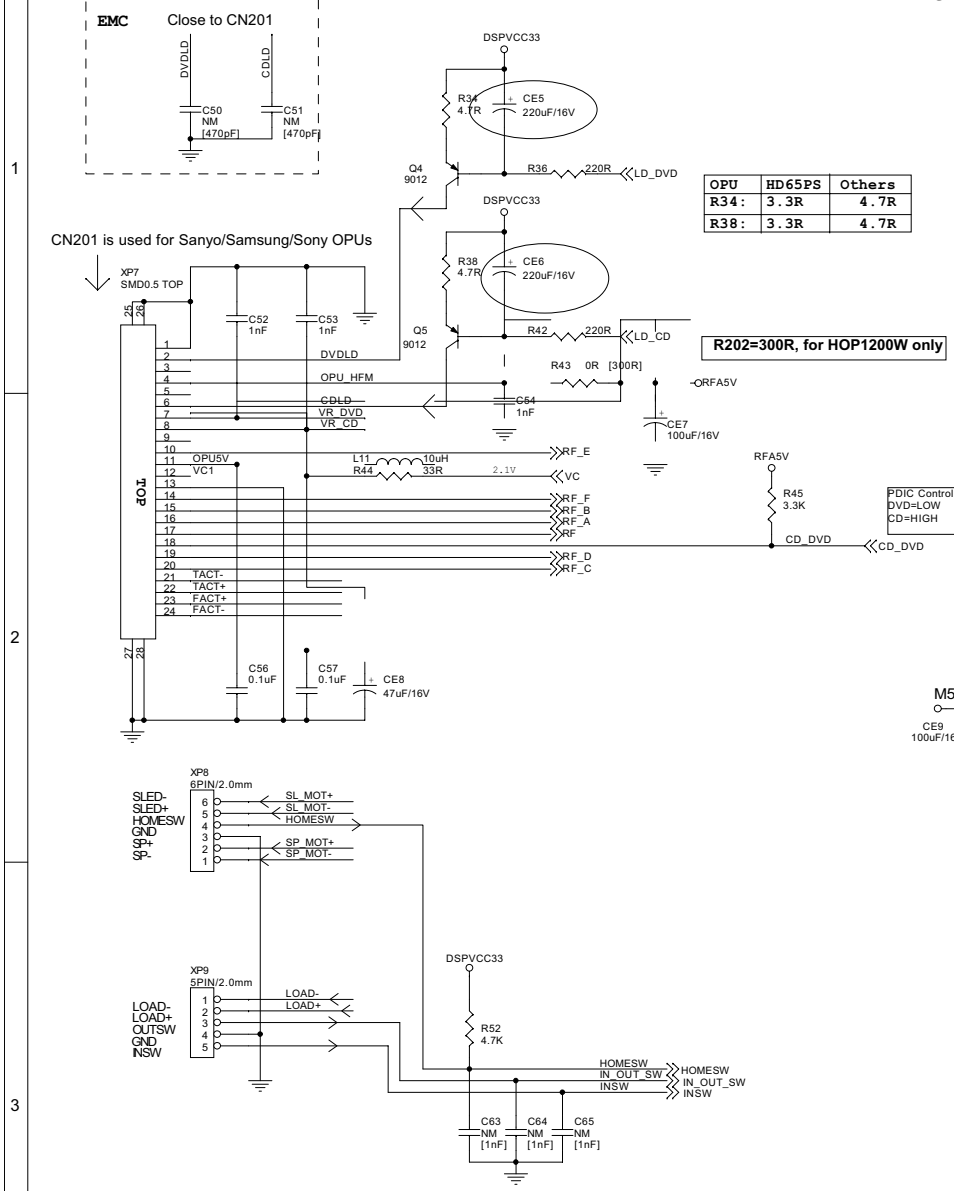 EMC
Close to CN201
DVDLD
CDLD
C50
NM
[470pF]
C51
NM
[470pF]
DSPVCC33
R34
4.7R
CE5
220uF/16V
Q4
9012
R36
220R
LD_DVD
1
OPU HD65PS Others
R34: 3.3R 4.7R
R38: 3.3R 4.7R
CN201 is used for Sanyo/Samsung/Sony OPUs
DSPVCC33
R38
4.7R
CE6
220uF/16V
Q5
9012
R42
220R
LD_CD
R202=300R, for HOP1200W only
R43 0R [300R]
RFA5V
C54
1nF
CE7
100uF/16V
XP7
SMD0.5 TOP
25
26
C52
1nF
C53
1nF
TOP
1
2 DVDLD
3
4 OPU_HFM
5
6 CDLD
7 VR_DVD
8 VR_CD
9
10 RF_E
11 OPU5V
12 VC1
13
14 RF_F
15 RF_B
16 RF_A
17 RF
18 CD_DVD CD_DVD
19 RF_D
20 RF_C
21 TACT-
22 TACT+
23 FACT+
24 FACT-
L11 10uH
R44 33R
2.1V
VC
RFA5V
R45
3.3K
PDIC Control
DVD=LOW
CD=HIGH
2
27
28
C56
0.1uF
C57
0.1uF
CE8
47uF/16V
M5
CE9
XP8
6PIN/2.0mm
SLED- 6 SL_MOT+
SLED+ 5 SL_MOT-
HOMESW 4 HOMESW
GND 3
SP+ 2 SP_MOT+
SP- 1 SP_MOT-
XP9
5PIN/2.0mm
LOAD- 1 LOAD-
LOAD+ 2 LOAD+
OUTSW 3
GND 4
INSW 5
DSPVCC33
R52
4.7K
HOMESW HOMESW
IN_OUT_SW IN_OUT_SW
INSW INSW
3
C63
NM
[1nF]
C64
NM
[1nF]
C65
NM
[1nF]